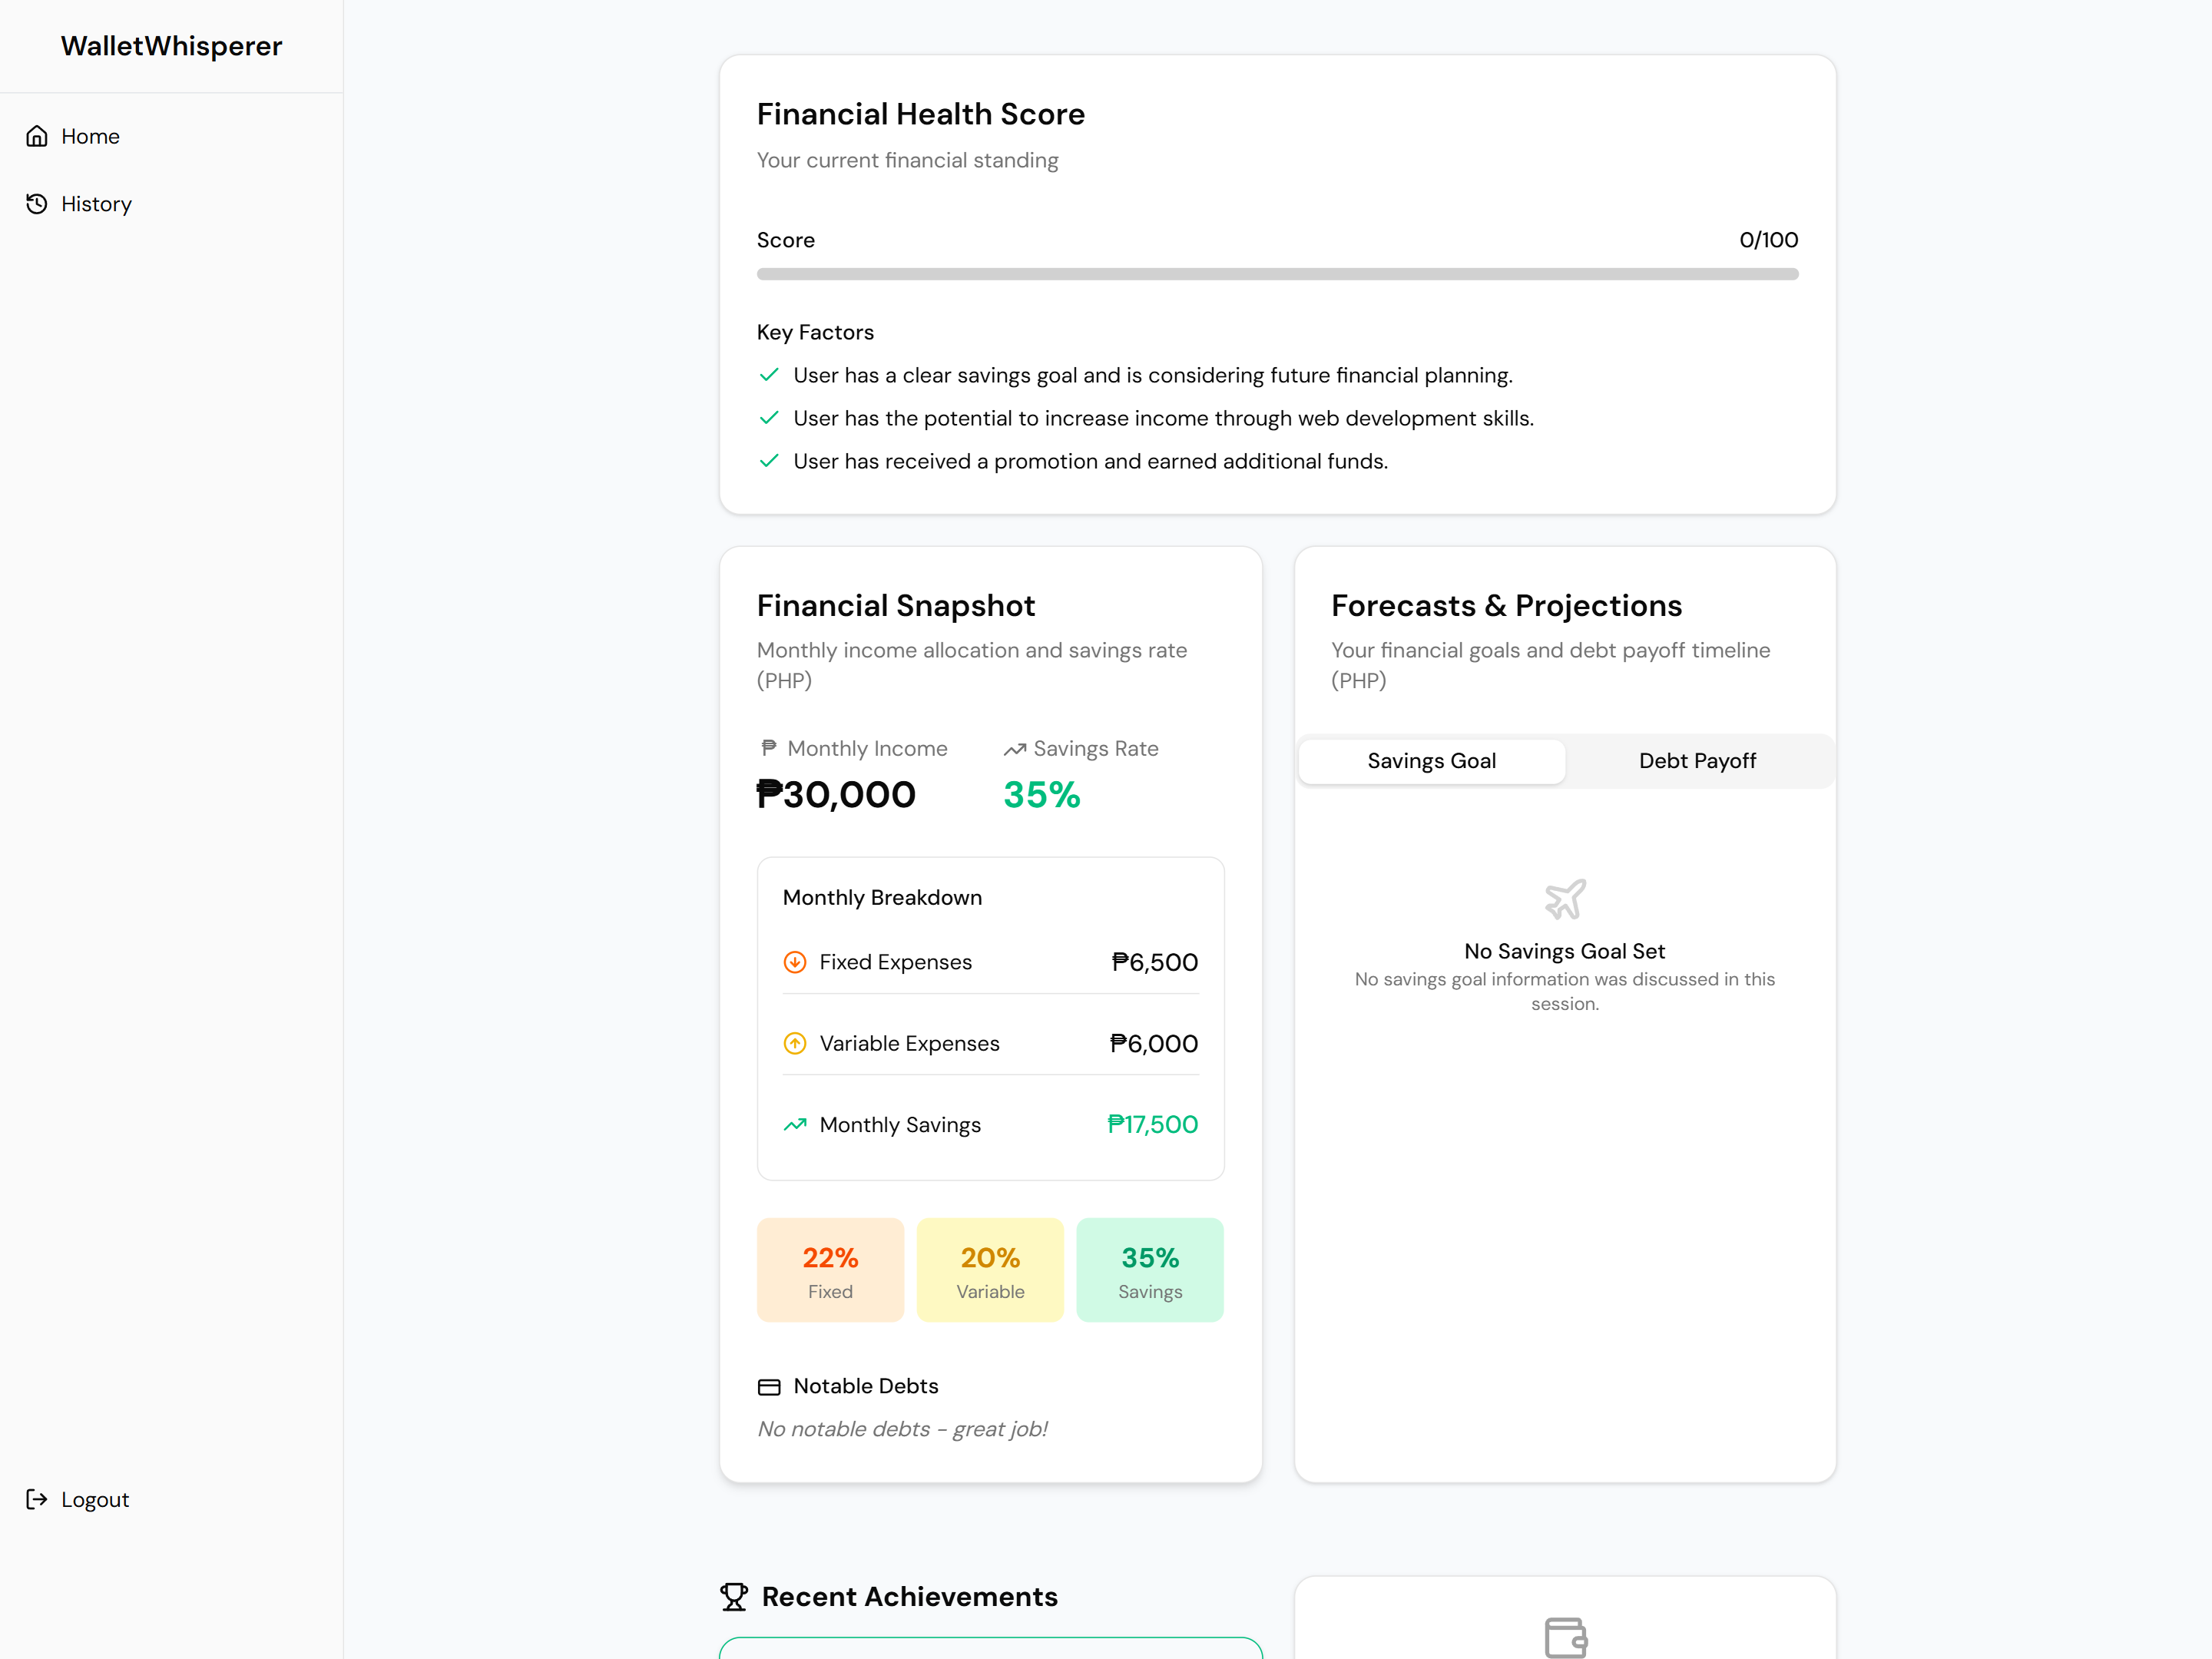 WalletWhisperer
Home
History
Logout
Financial Health Score
Your current financial standing
Score 0/100
Key Factors
User has a clear savings goal and is considering future financial planning.
User has the potential to increase income through web development skills.
User has received a promotion and earned additional funds.
Financial Snapshot
Monthly income allocation and savings rate
(PHP)
₱ Monthly Income
₱30,000
Savings Rate
35%
Monthly Breakdown
Fixed Expenses ₱6,500
Variable Expenses ₱6,000
Monthly Savings ₱17,500
22%
Fixed
20%
Variable
35%
Savings
Notable Debts
No notable debts - great job!
Forecasts & Projections
Your financial goals and debt payoff timeline
(PHP)
Savings Goal Debt Payoff
No Savings Goal Set
No savings goal information was discussed in this
session.
Recent Achievements